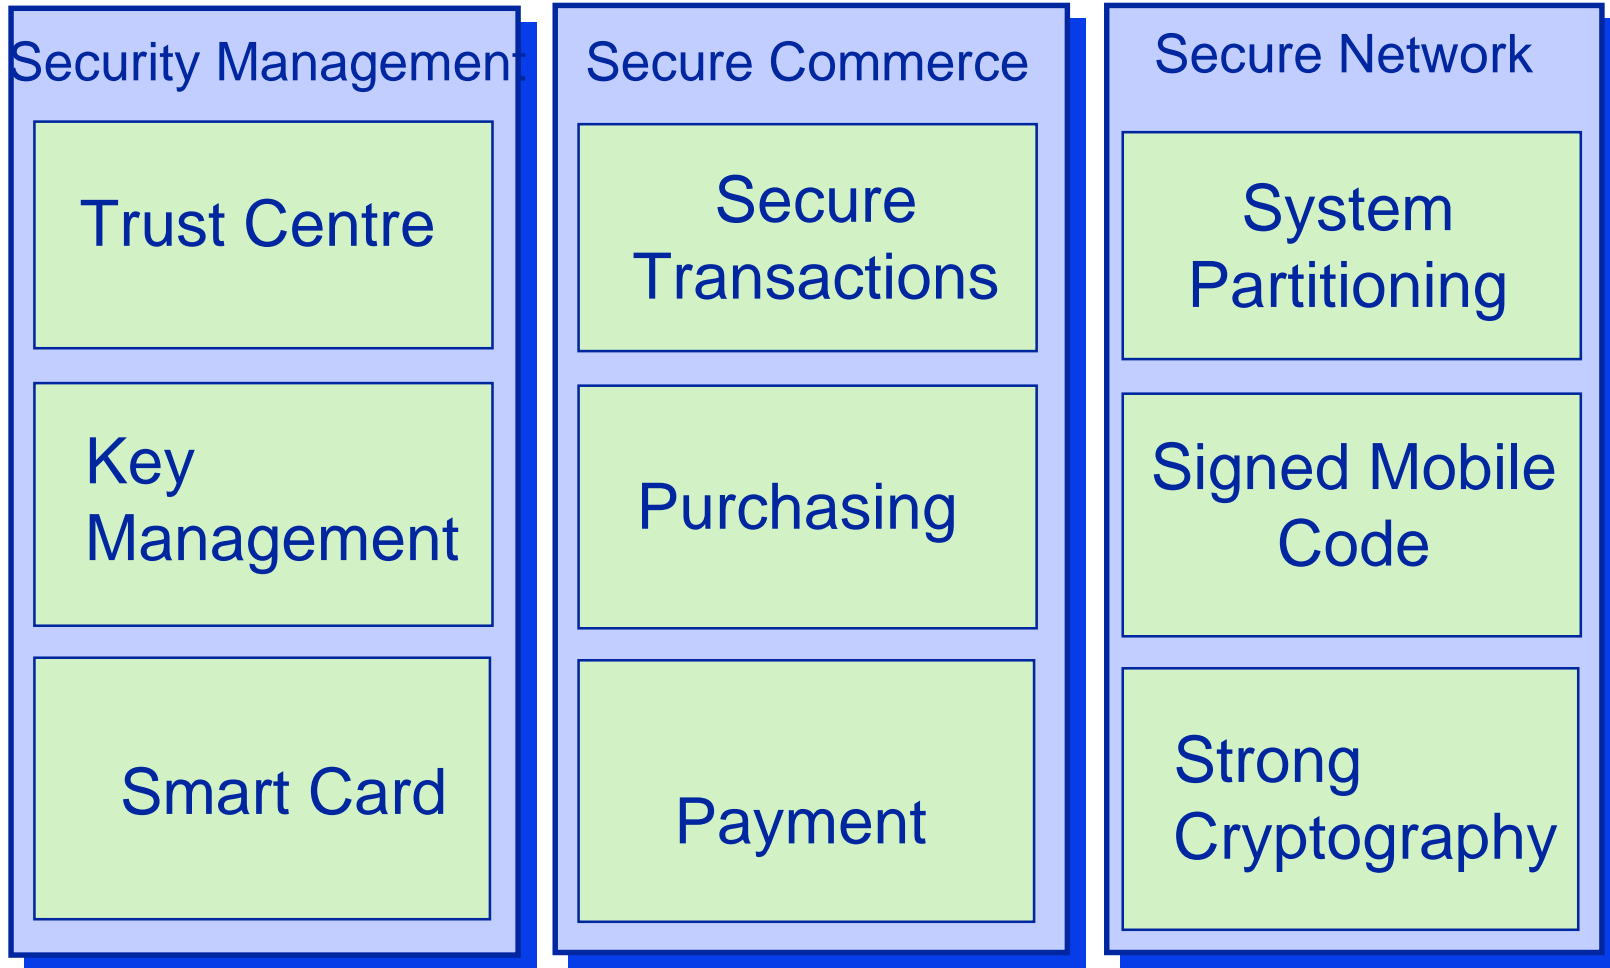 Security Management
Trust Centre
Key
Management
Smart Card
Secure Commerce
Secure
Transactions
Purchasing
Payment
Secure Network
System
Partitioning
Signed Mobile
Code
Strong
Cryptography